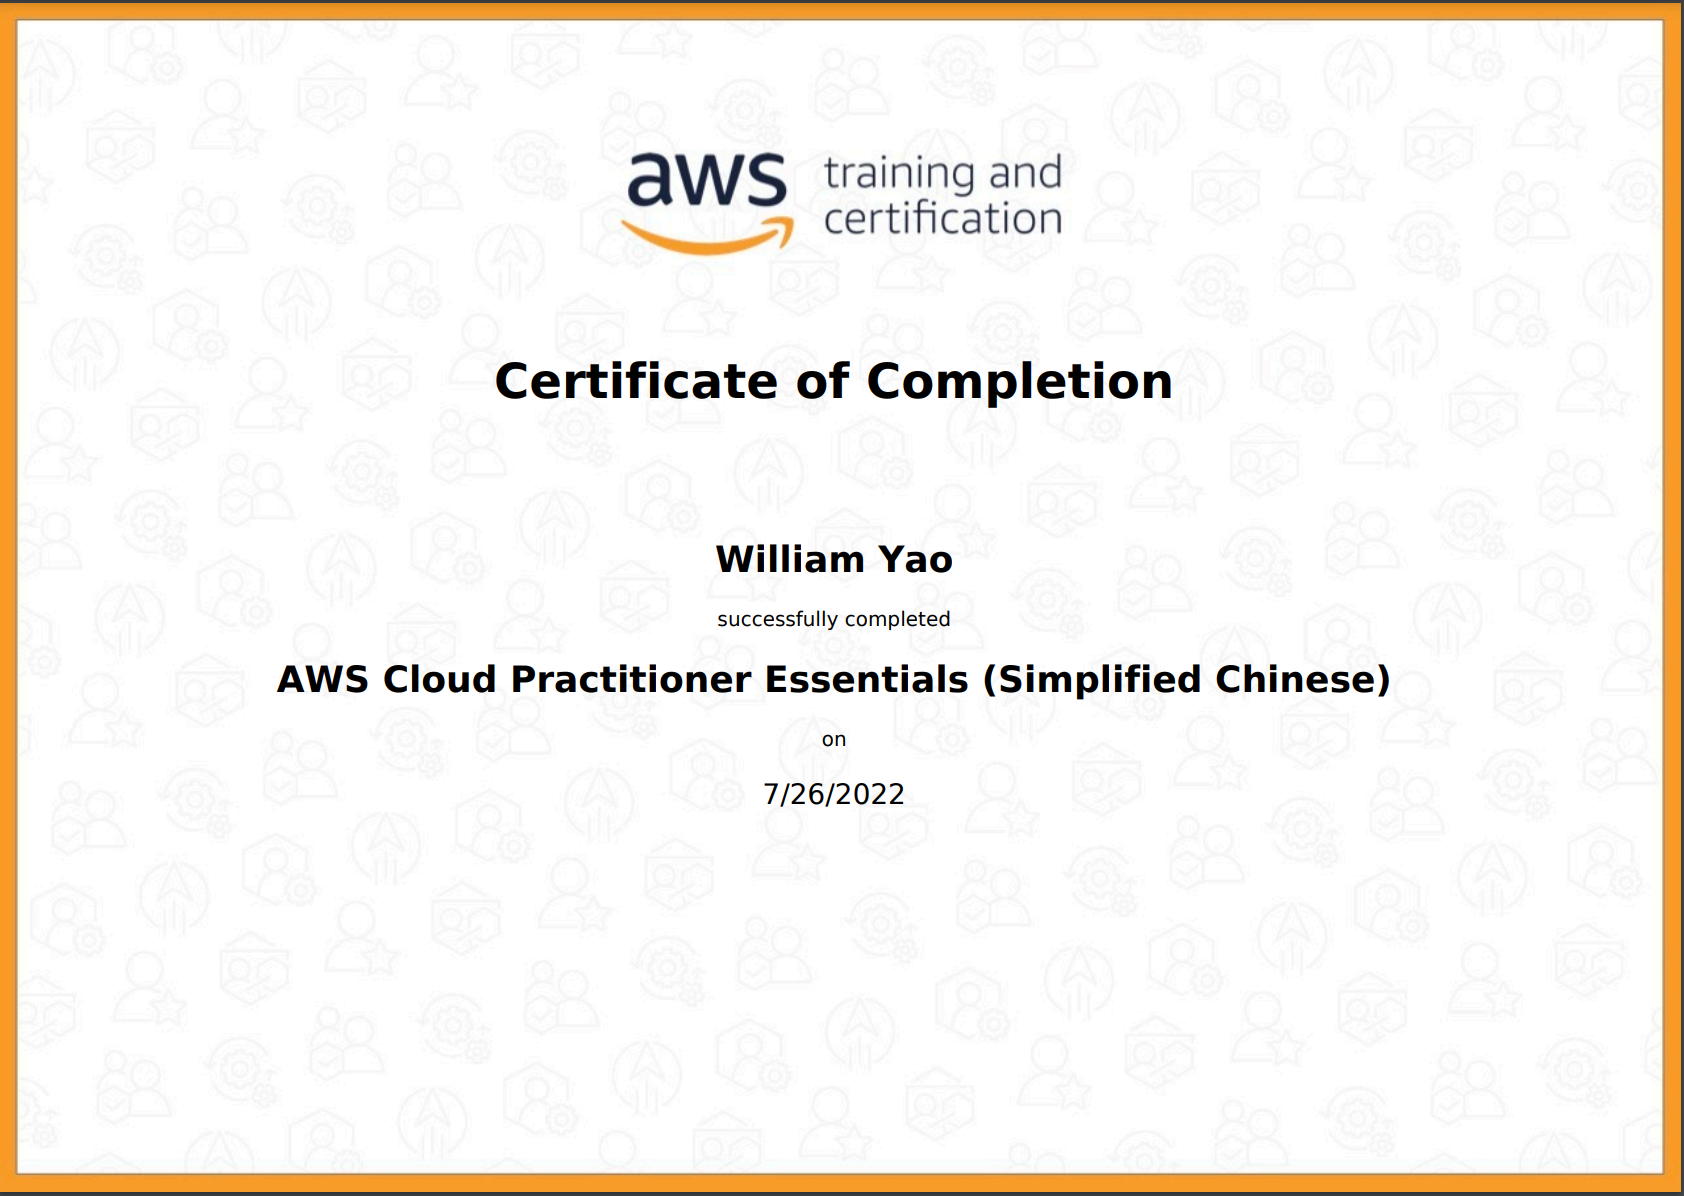 aws training and
certification
Certificate of Completion
William Yao
successfully completed
AWS Cloud Practitioner Essentials (Simplified Chinese)
on
7/26/2022